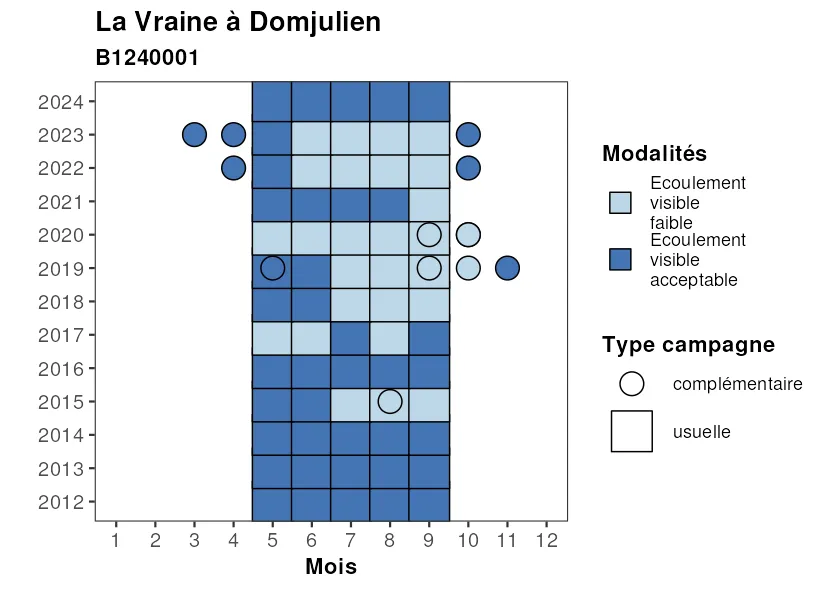 La Vraine à Domjulien
B1240001
2024
2023
2022
2021
2020
2019
2018
2017
2016
2015
2014
2013
2012
1 2 3 4 5 6 7 8 9 10 11 12
Mois
Modalités
Ecoulement
visible
faible
Ecoulement
visible
acceptable
Type campagne
complémentaire
usuelle